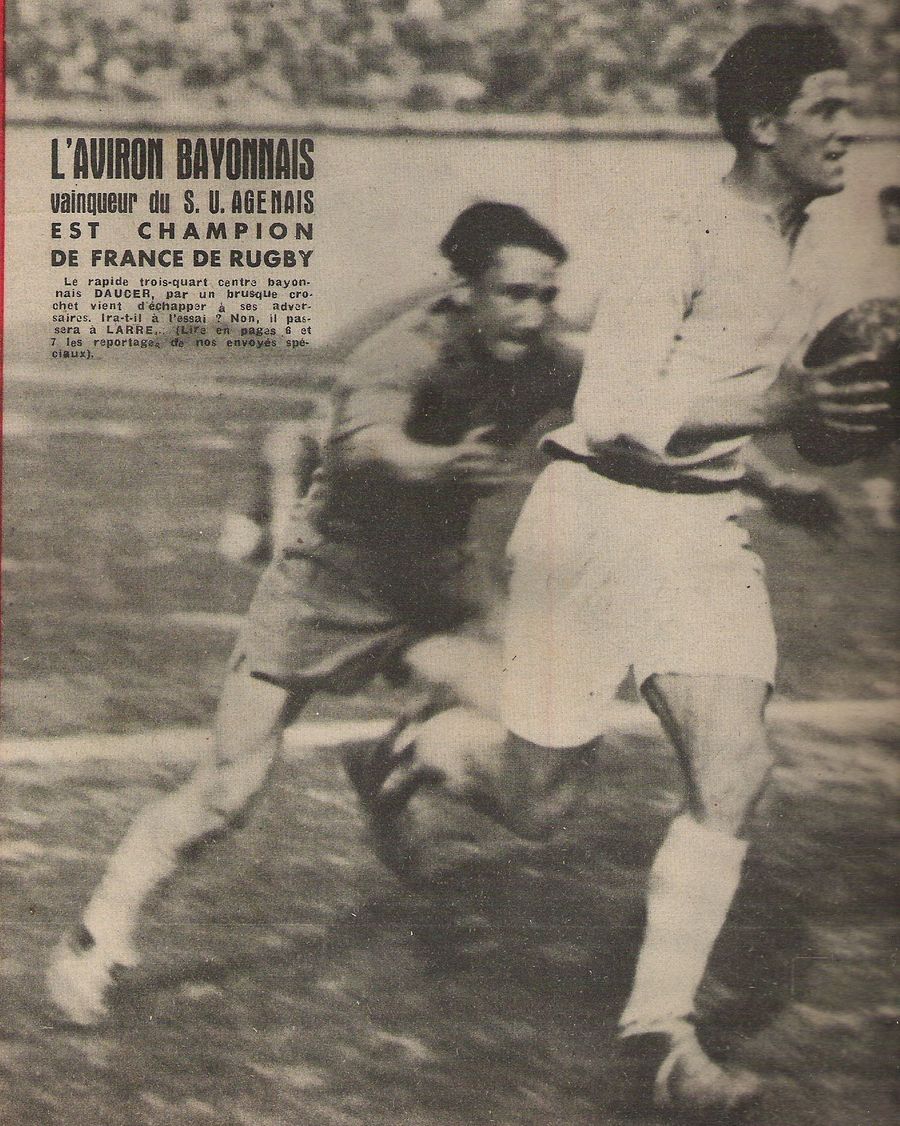 L'AVIRON BAYONNAIS
vainqueur du S. U. AGENAIS
EST CHAMPION
DE FRANCE DE RUGBY
Le rapide trois-quart centre bayon-
nais DAUGER, par un brusque cro-
chet vient d'échapper à ses adver-
saires. Ira-t-il à l'essai ? Non, il pas-
sera à LARRE... (Lire en pages 6 et
7 les reportages de nos envoyés spé-
ciaux).